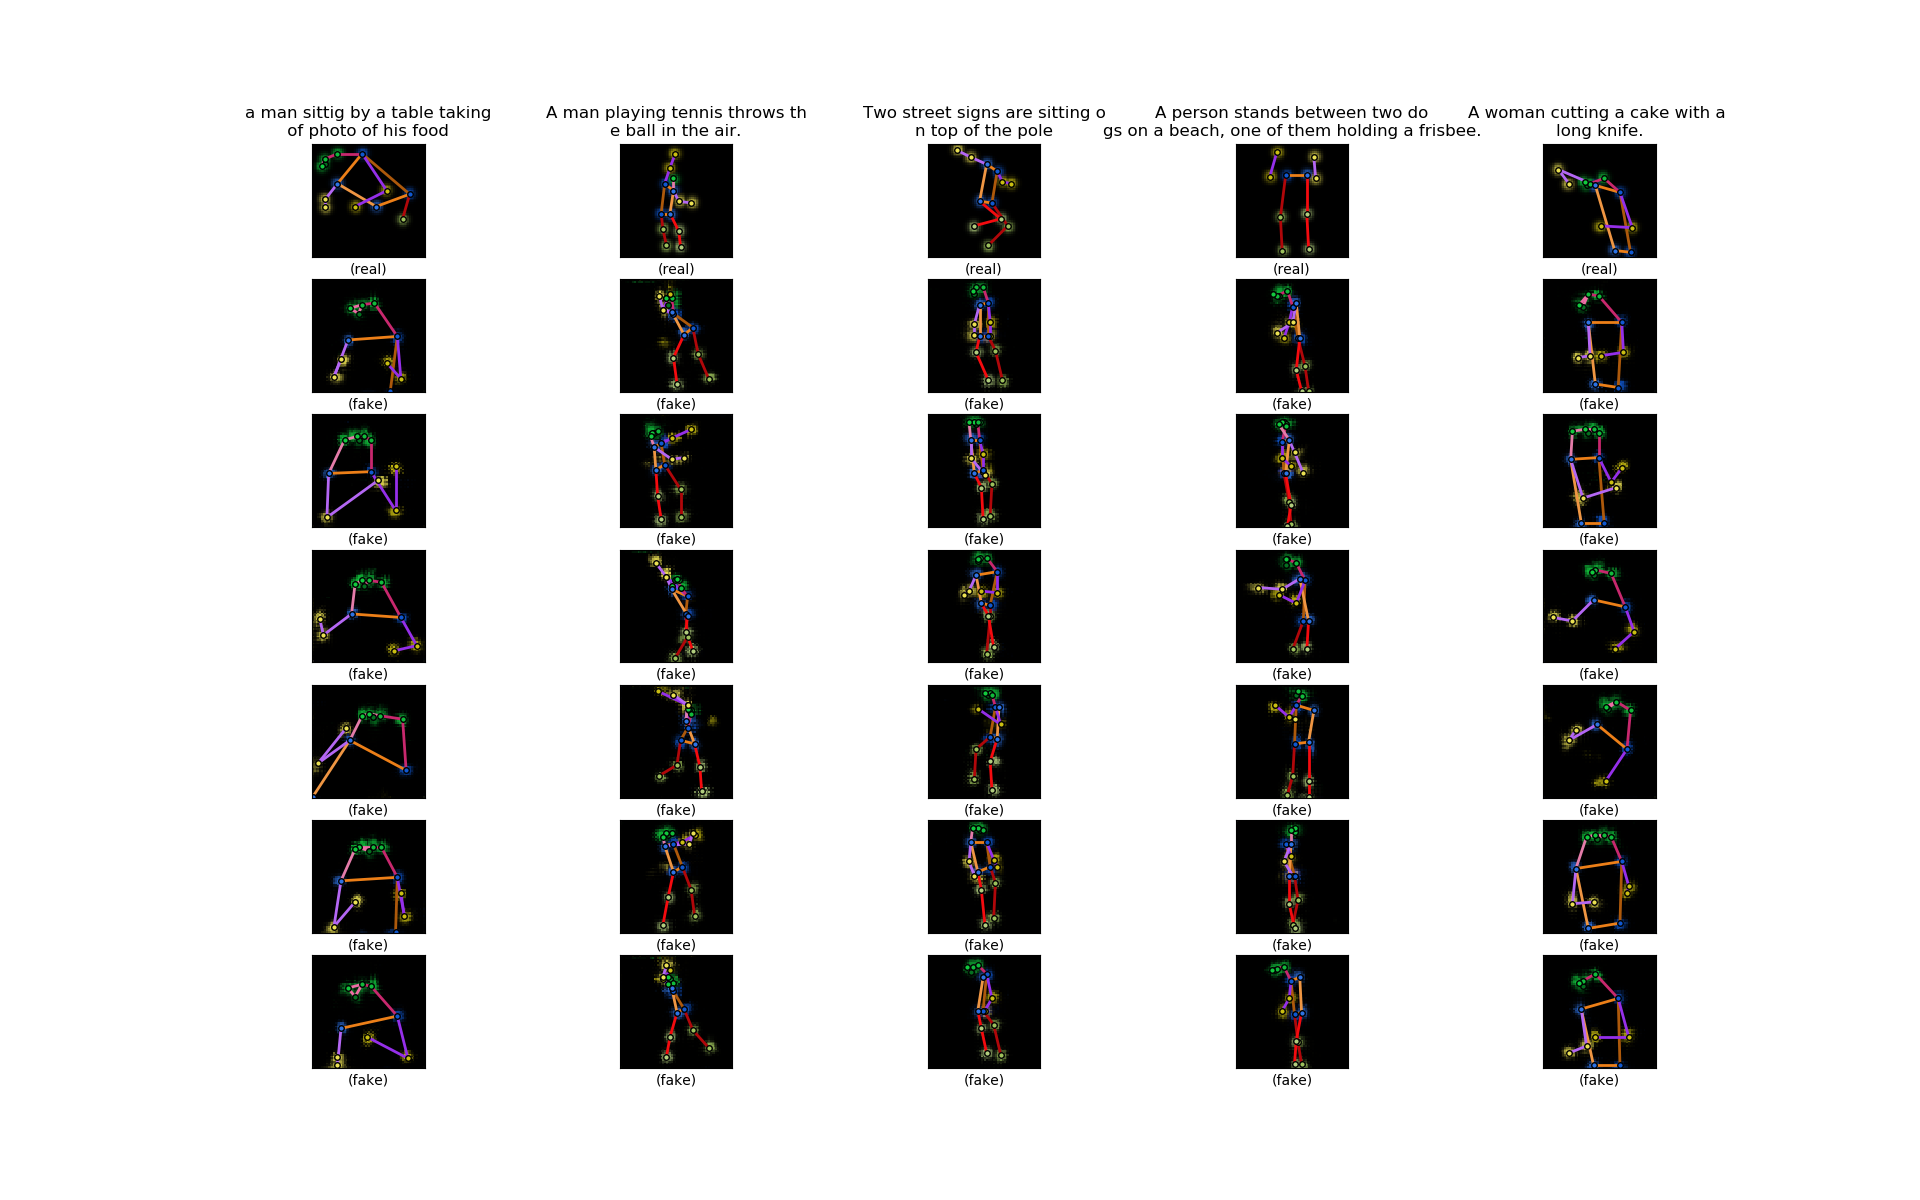 a man sittig by a table taking
of photo of his food
A man playing tennis throws th
e ball in the air.
Two street signs are sitting o
n top of the pole
A person stands between two do
gs on a beach, one of them holding a frisbee.
A woman cutting a cake with a
long knife.
(real) (real) (real) (real) (real)
(fake) (fake) (fake) (fake) (fake)
(fake) (fake) (fake) (fake) (fake)
(fake) (fake) (fake) (fake) (fake)
(fake) (fake) (fake) (fake) (fake)
(fake) (fake) (fake) (fake) (fake)
(fake) (fake) (fake) (fake) (fake)